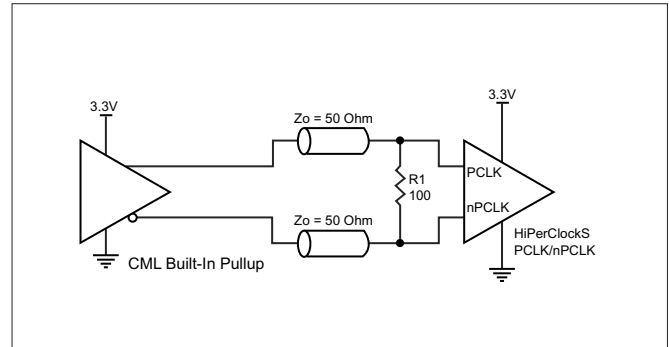 3.3V
3.3V
Zo = 50 Ohm
PCLK
R1
100
nPCLK
Zo = 50 Ohm
HiPerClockS
PCLK/nPCLK
CML Built-In Pullup